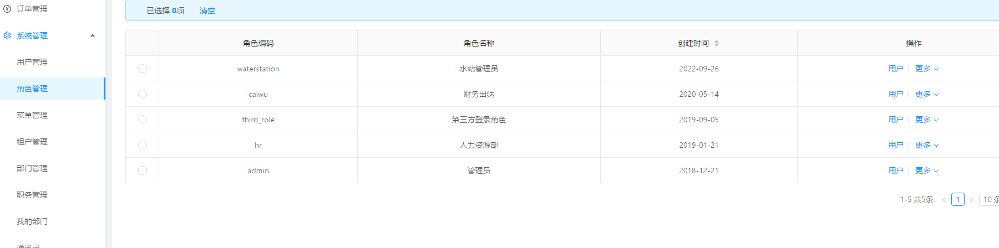 订单管理
系统管理
用户管理
角色管理
菜单管理
租户管理
部门管理
职务管理
我的部门
通讯录
已选择 0项 清空
角色编码 角色名称 创建时间 操作
waterstation 水站管理员 2022-09-26 用户 更多
caiwu 财务出纳 2020-05-14 用户 更多
third_role 第三方登录角色 2019-09-05 用户 更多
hr 人力资源部 2019-01-21 用户 更多
admin 管理员 2018-12-21 用户 更多
1-5 共5条 1 10 条